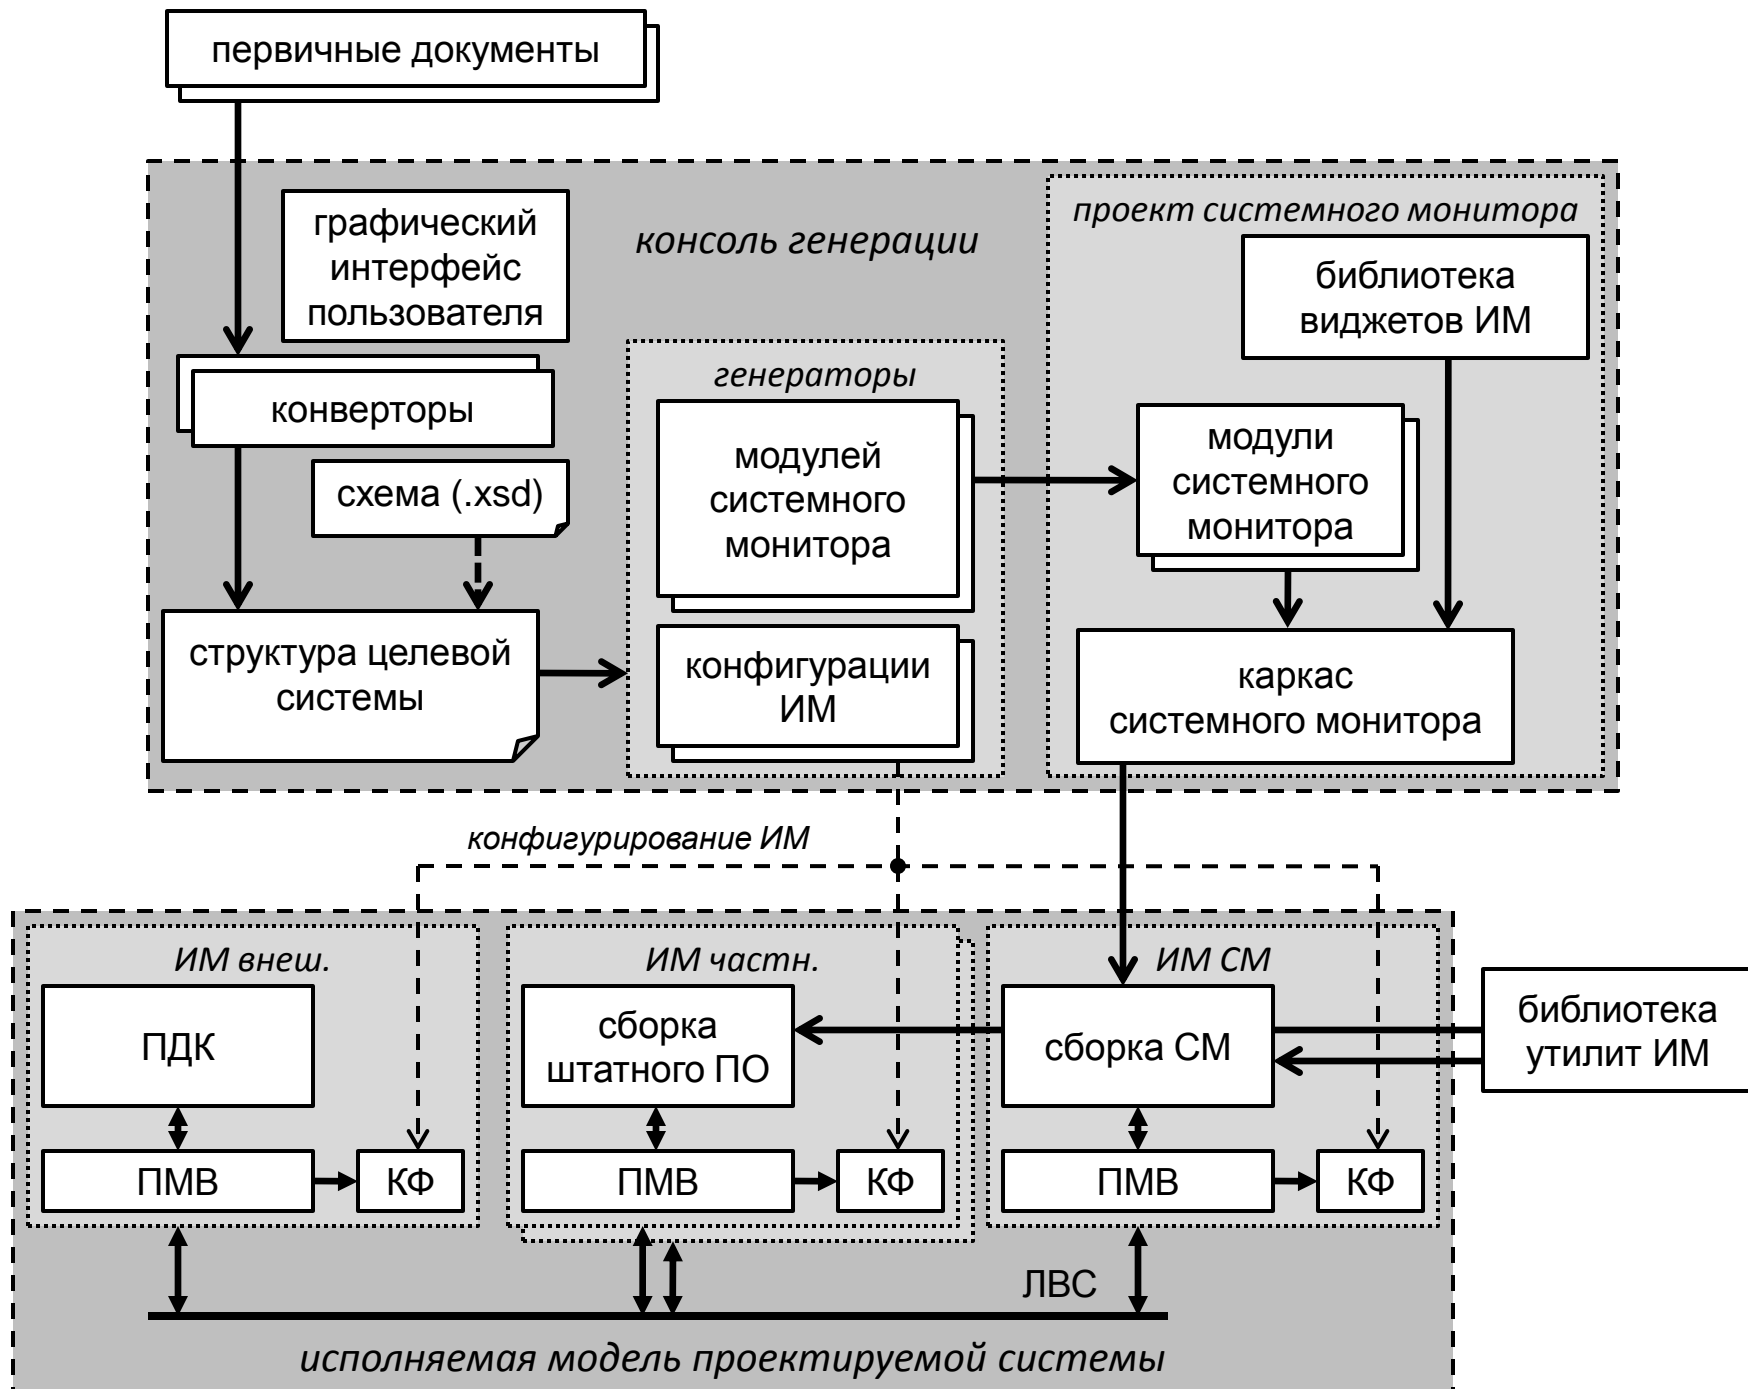 первичные документы
графический
интерфейс
пользователя
консоль генерации
проект системного монитора
библиотека
виджетов ИМ
конверторы
генераторы
модулей
системного
монитора
модули
системного
монитора
схема (.xsd)
структура целевой
системы
конфигурации
ИМ
каркас
системного монитора
конфигурирование ИМ
ИМ внеш.
ИМ частн.
ИМ СМ
ПДК
сборка
штатного ПО
сборка СМ
библиотека
утилит ИМ
ПМВ
КФ
ПМВ
КФ
ПМВ
КФ
ЛВС
исполняемая модель проектируемой системы